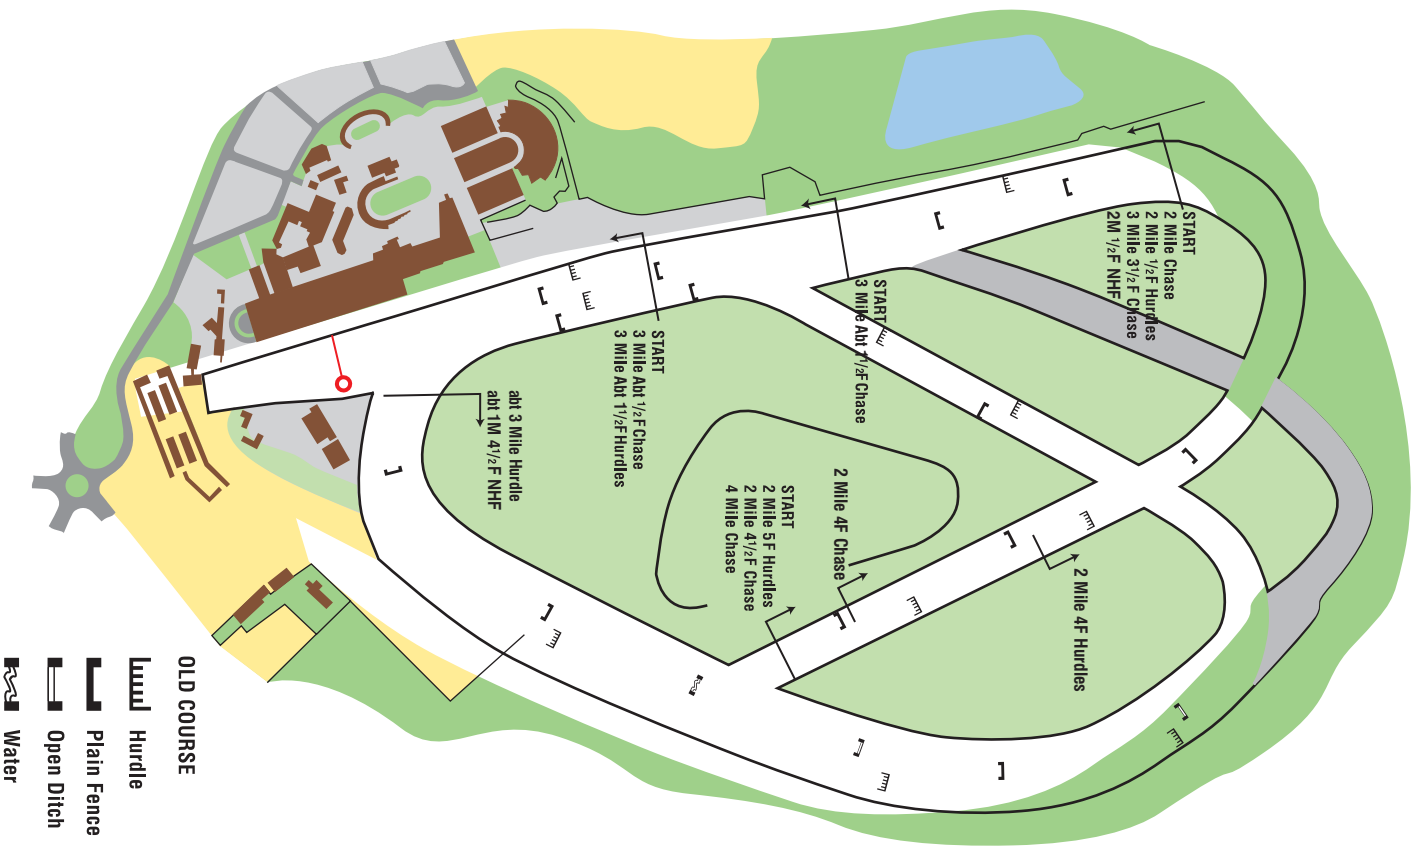 START
2 Mile Chase
2 Mile 1/2F Hurdles
3 Mile 31/2 F Chase
2M 1/2F NHF
START
3 Mile Abt 11/2F Chase
START
3 Mile Abt 1/2F Chase
3 Mile Abt 11/2F Hurdles
abt 3 Mile Hurdle
abt 1M 41/2F NHF
2 Mile 4F Chase
START
2 Mile 5F Hurdles
2 Mile 41/2F Chase
4 Mile Chase
2 Mile 4F Hurdles
OLD COURSE
Hurdle
Plain Fence
Open Ditch
Water